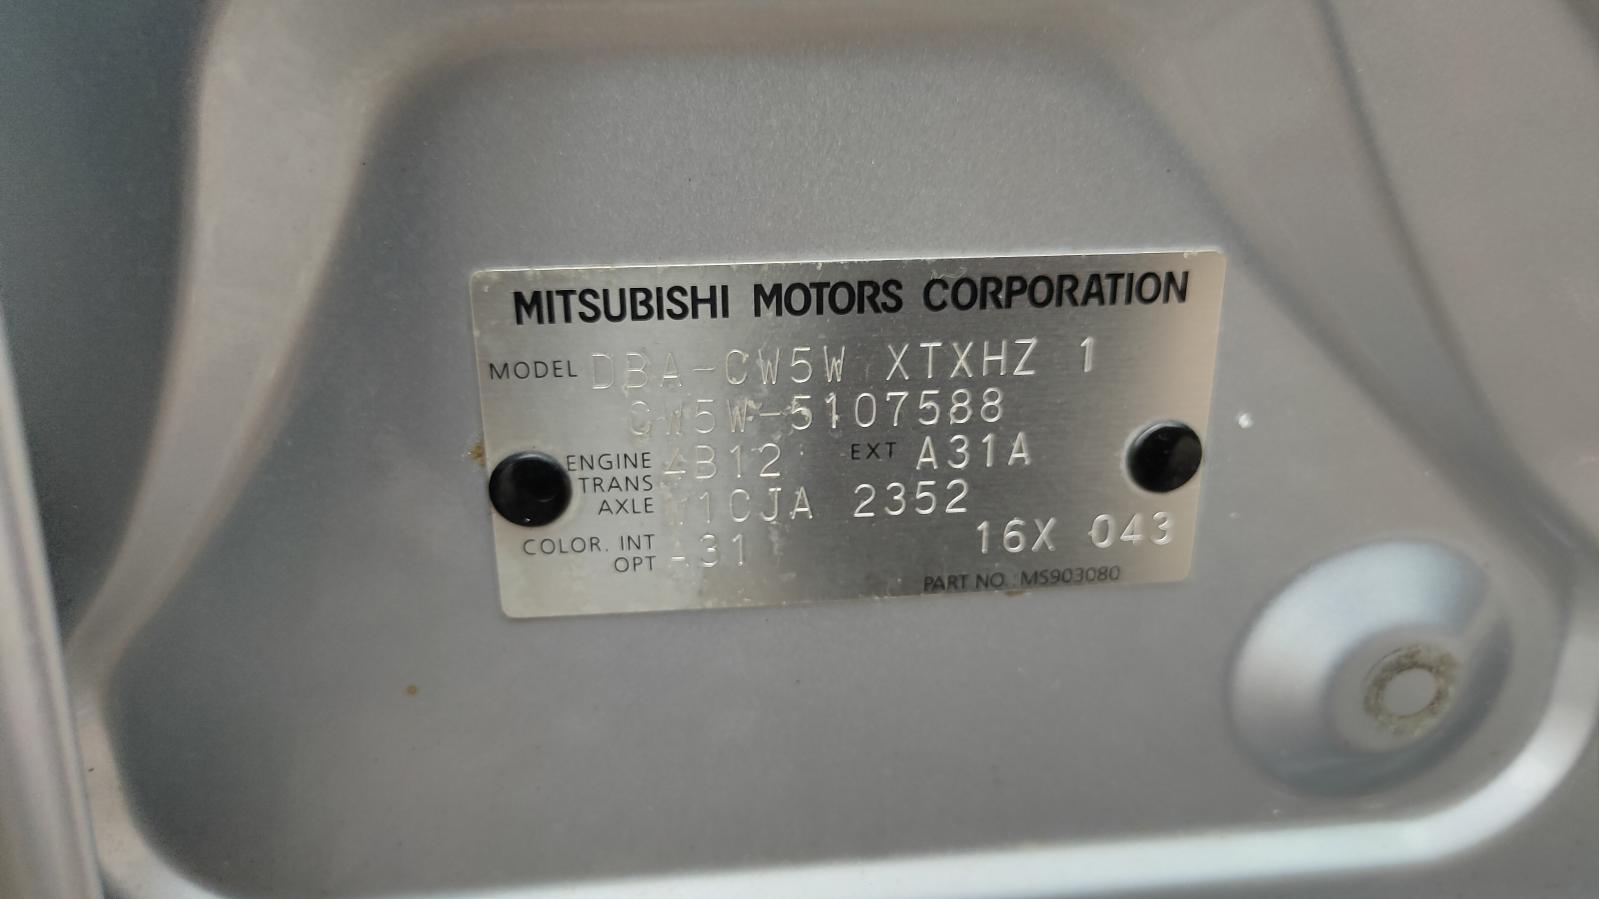 MITSUBISHI MOTORS CORPORATION
MODEL DBA-CW5W XTXHZ 1
CW5W-5107588
ENGINE 4B12 EXT A31A
TRANS
AXLE W1CJA 2352
COLOR. INT
OPT -31 16X 043
PART NO. MS903080